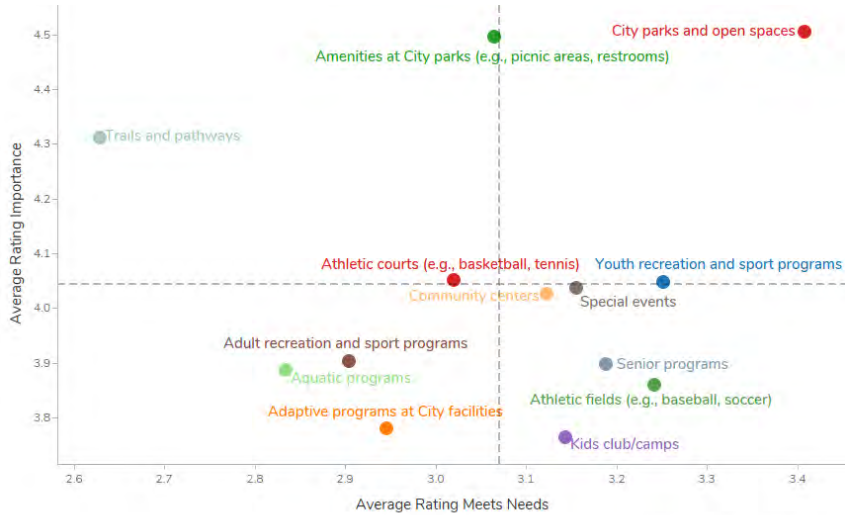 4.5
City parks and open spaces
Amenities at City parks (e.g., picnic areas, restrooms)
4.4
4.3
Trails and pathways
4.2
4.1
Athletic courts (e.g., basketball, tennis)
Youth recreation and sport programs
Community centers
Special events
4.0
Adult recreation and sport programs
3.9
Senior programs
Aquatic programs
Athletic fields (e.g., baseball, soccer)
Adaptive programs at City facilities
3.8
Kids club/camps
Average Rating Importance
2.6 2.7 2.8 2.9 3.0 3.1 3.2 3.3 3.4
Average Rating Meets Needs